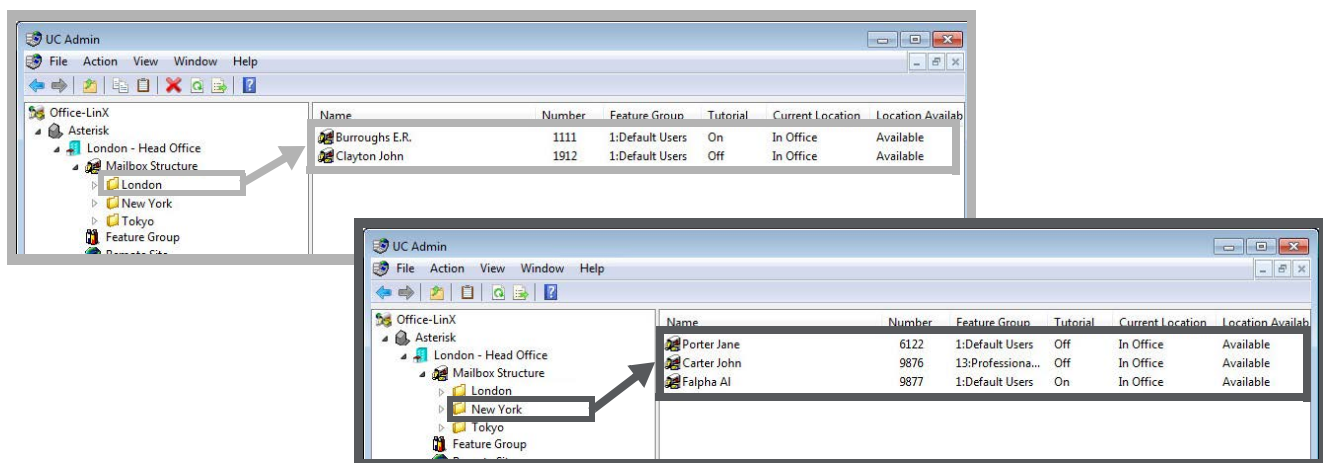 UC Admin
File Action View Window Help
Office-LinX
Asterisk
London - Head Office
Mailbox Structure
London
New York
Tokyo
Feature Group
Remote Site
Name Number Feature Group Tutorial Current Location Location Availab
Burroughs E.R. 1111 1:Default Users On In Office Available
Clayton John 1912 1:Default Users Off In Office Available
UC Admin
File Action View Window Help
Office-LinX
Asterisk
London - Head Office
Mailbox Structure
London
New York
Tokyo
Feature Group
Name Number Feature Group Tutorial Current Location Location Availab
Porter Jane 6122 1:Default Users Off In Office Available
Carter John 9876 13:Professiona... Off In Office Available
Falpha Al 9877 1:Default Users On In Office Available